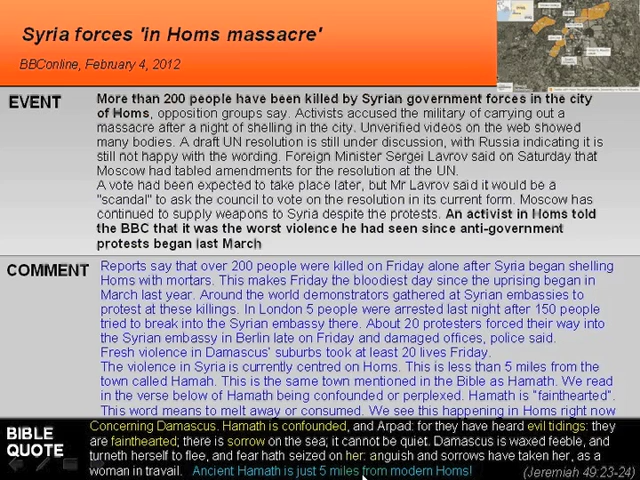 Syria forces 'in Homs massacre'
BBConline, February 4, 2012
EVENT
More than 200 people have been killed by Syrian government forces in the city
of Homs, opposition groups say. Activists accused the military of carrying out a
massacre after a night of shelling in the city. Unverified videos on the web showed
many bodies. A draft UN resolution is still under discussion, with Russia indicating it is
still not happy with the wording. Foreign Minister Sergei Lavrov said on Saturday that
Moscow had tabled amendments for the resolution at the UN.
A vote had been expected to take place later, but Mr Lavrov said it would be a
"scandal" to ask the council to vote on the resolution in its current form. Moscow has
continued to supply weapons to Syria despite the protests. An activist in Homs told
the BBC that it was the worst violence he had seen since anti-government
protests began last March
COMMENT
Reports say that over 200 people were killed on Friday alone after Syria began shelling
Homs with mortars. This makes Friday the bloodiest day since the uprising began in
March last year. Around the world demonstrators gathered at Syrian embassies to
protest at these killings. In London 5 people were arrested last night after 150 people
tried to break into the Syrian embassy there. About 20 protesters forced their way into
the Syrian embassy in Berlin late on Friday and damaged offices, police said.
Fresh violence in Damascus' suburbs took at least 20 lives Friday.
The violence in Syria is currently centred on Homs. This is less than 5 miles from the
town called Hamah. This is the same town mentioned in the Bible as Hamath. We read
in the verse below of Hamath being confounded or perplexed. Hamath is "fainthearted".
This word means to melt away or consumed. We see this happening in Homs right now
BIBLE
QUOTE
Concerning Damascus. Hamath is confounded, and Arpad: for they have heard evil tidings: they
are fainthearted; there is sorrow on the sea; it cannot be quiet. Damascus is waxed feeble, and
turneth herself to flee, and fear hath seized on her: anguish and sorrows have taken her, as a
woman in travail. Ancient Hamath is just 5 miles from modern Homs!
(Jeremiah 49:23-24)